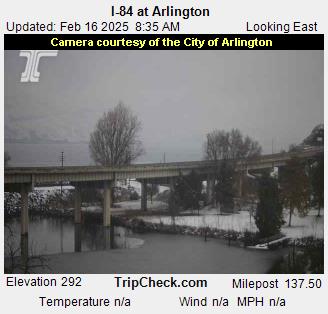 I-84 at Arlington
Updated: Feb 16 2025 8:35 AM Looking East
Camera courtesy of the City of Arlington
Elevation 292 TripCheck.com Milepost 137.50
Temperature n/a Wind n/a MPH n/a